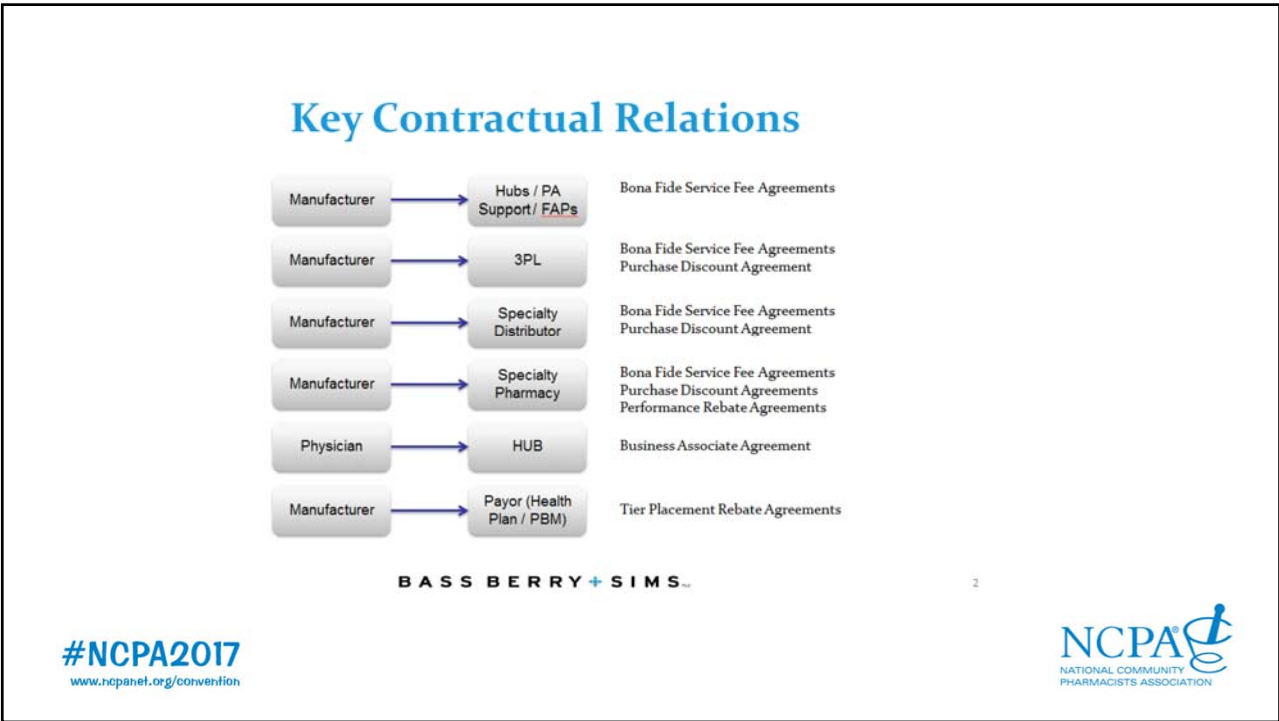 Key Contractual Relations
Manufacturer
Hubs / PA
Support/ FAPs
Bona Fide Service Fee Agreements
Manufacturer
3PL
Bona Fide Service Fee Agreements
Purchase Discount Agreement
Manufacturer
Specialty
Distributor
Bona Fide Service Fee Agreements
Purchase Discount Agreement
Manufacturer
Specialty
Pharmacy
Bona Fide Service Fee Agreements
Purchase Discount Agreements
Performance Rebate Agreements
Physician
HUB
Business Associate Agreement
Manufacturer
Payor (Health
Plan / PBM)
Tier Placement Rebate Agreements
BASS BERRY + SIMS
2
#NCPA2017
www.ncpanet.org/convention
NCPA®
NATIONAL COMMUNITY
PHARMACISTS ASSOCIATION